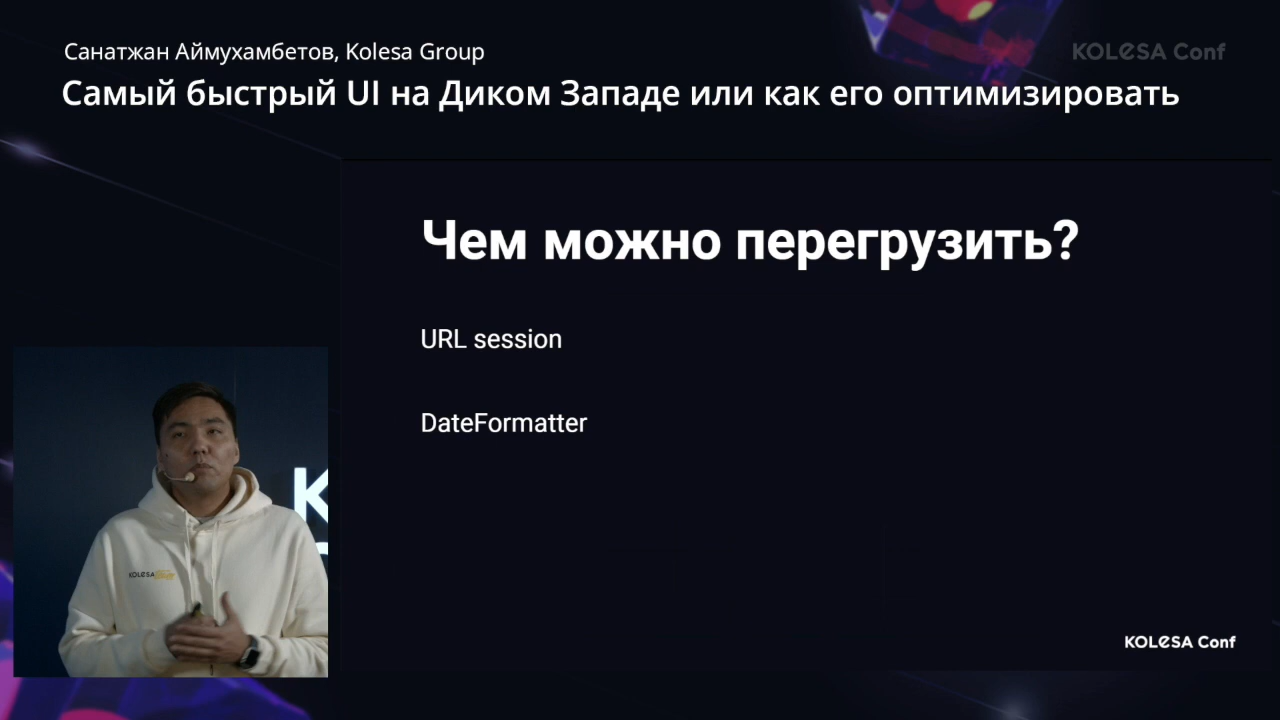 Санатжан Аймухамбетов, Kolesa Group
KOLESA Conf
Самый быстрый UI на Диком Западе или как его оптимизировать
Чем можно перегрузить?
URL session
DateFormatter
K
KOLESA
KOLESA Conf